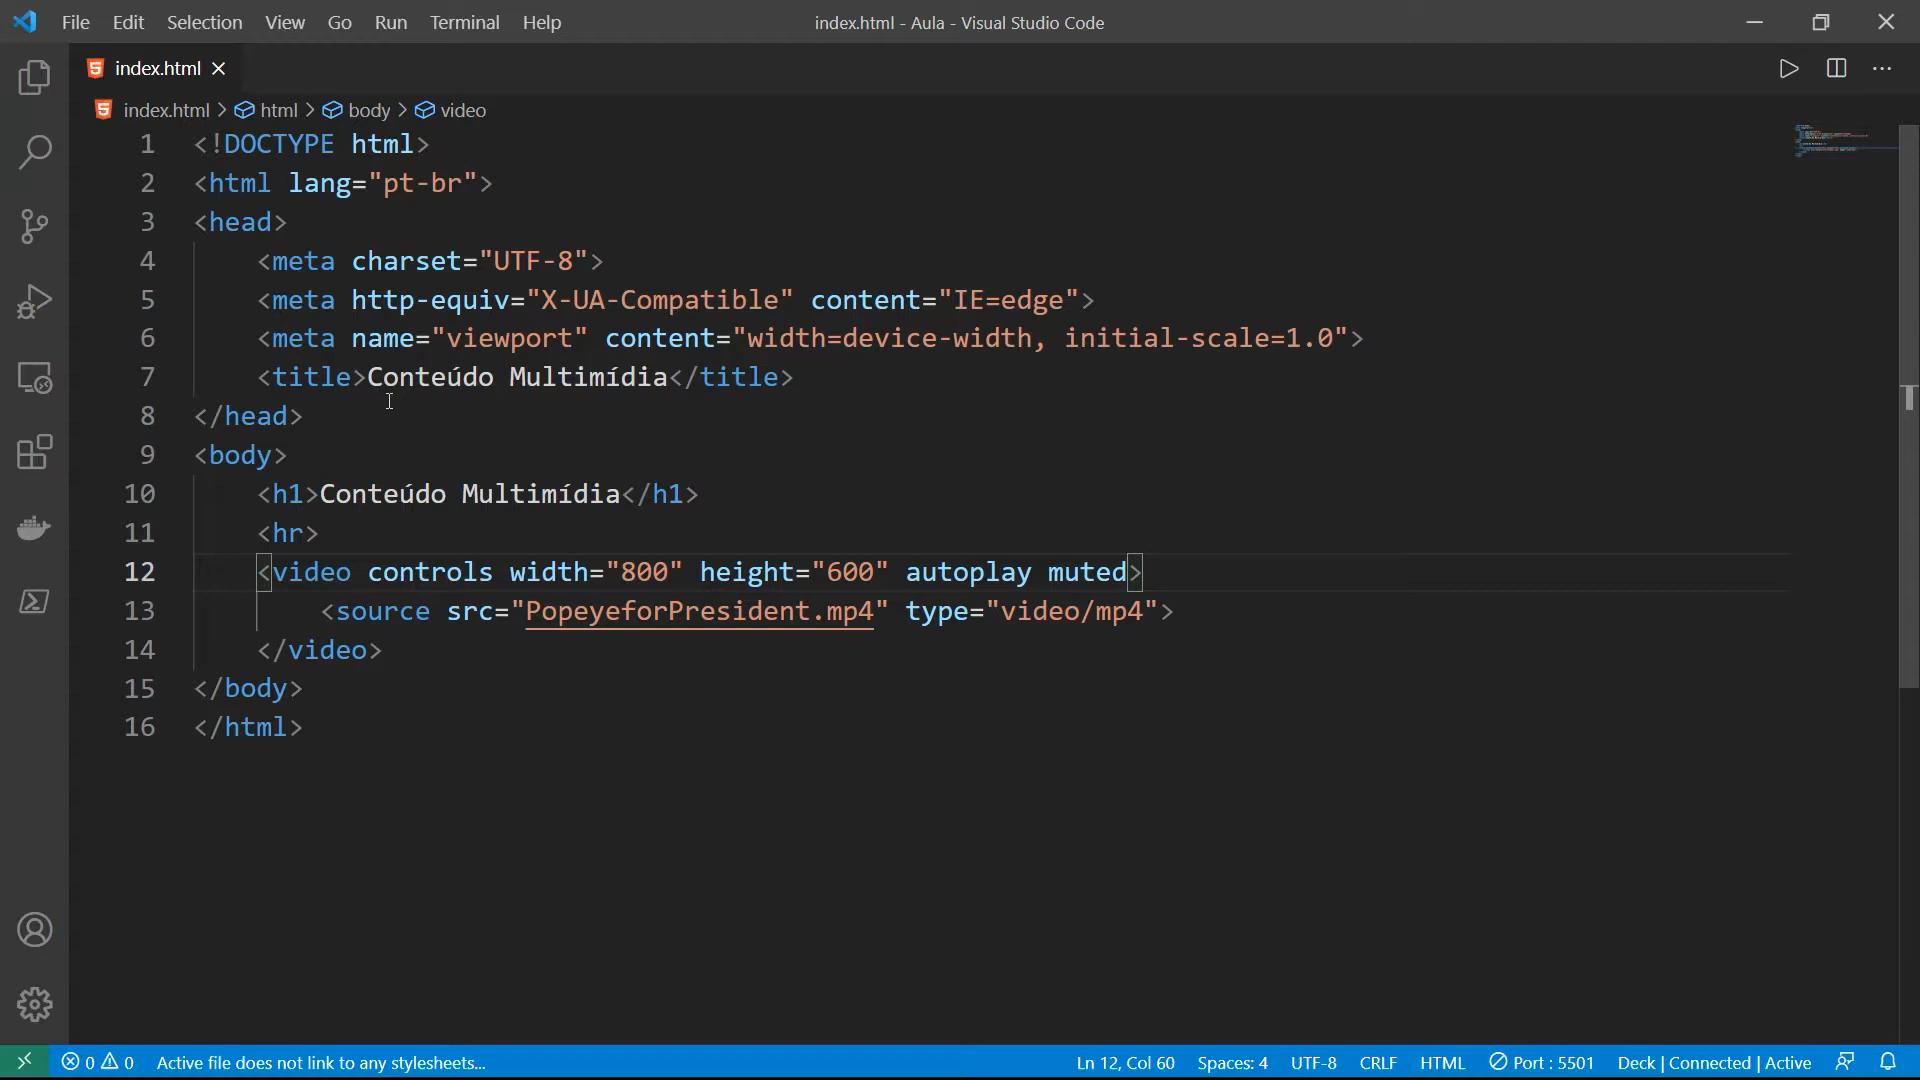 File Edit Selection View Go Run Terminal Help index.html - Aula - Visual Studio Code
index.html
index.html > html > body > video
1 <!DOCTYPE html>
2 <html lang="pt-br">
3 <head>
4     <meta charset="UTF-8">
5     <meta http-equiv="X-UA-Compatible" content="IE=edge">
6     <meta name="viewport" content="width=device-width, initial-scale=1.0">
7     <title>Conteúdo Multimídia</title>
8 </head>
9 <body>
10     <h1>Conteúdo Multimídia</h1>
11     <hr>
12     <video controls width="800" height="600" autoplay muted>
13         <source src="PopeyeforPresident.mp4" type="video/mp4">
14     </video>
15 </body>
16 </html>
0 0 Active file does not link to any stylesheets... Ln 12, Col 60 Spaces: 4 UTF-8 CRLF HTML Port : 5501 Deck | Connected | Active